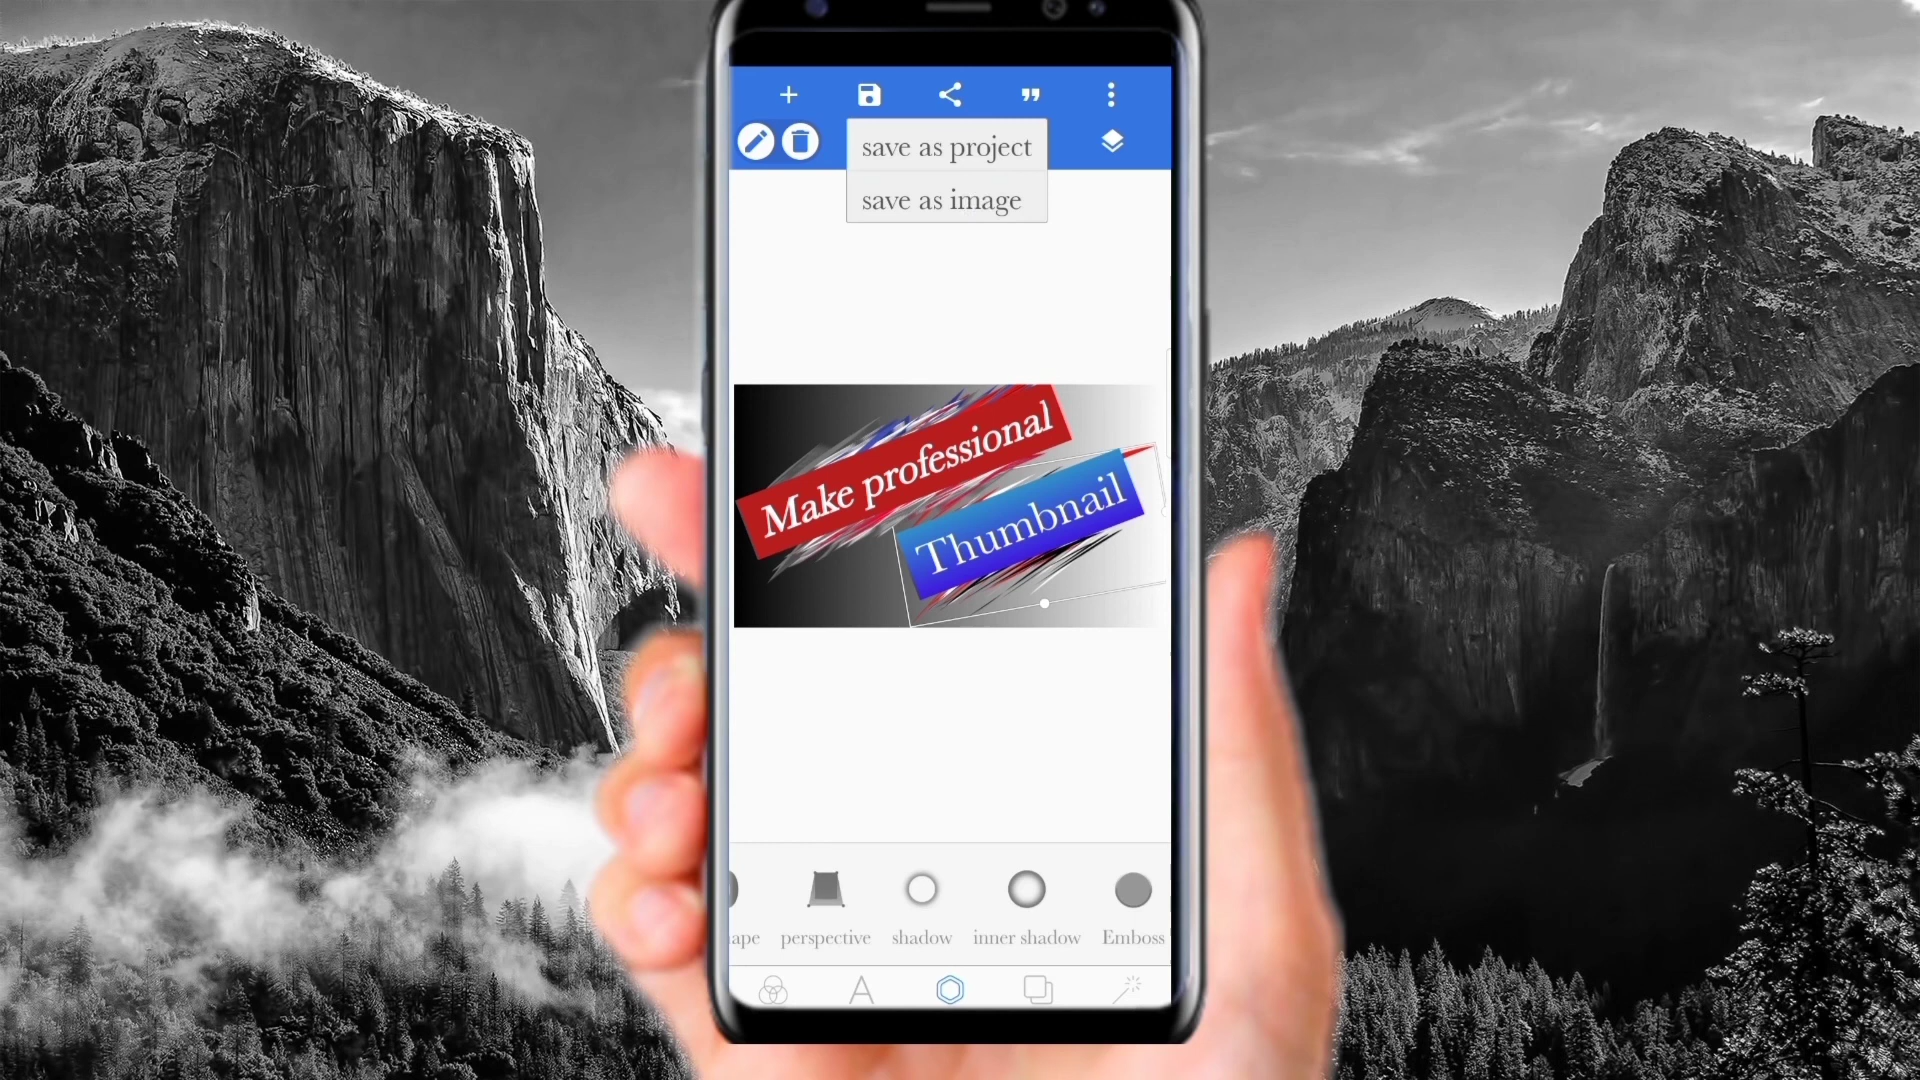 save as project
save as image
Make professional
Thumbnail
ape
perspective
shadow
inner shadow
Emboss